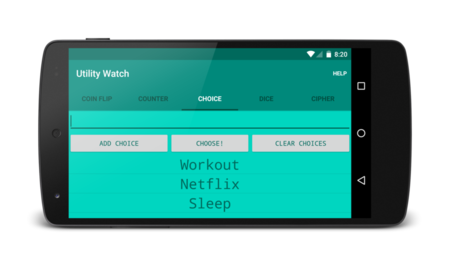 8:20
Utility Watch
HELP
COIN FLIP COUNTER CHOICE DICE CIPHER
ADD CHOICE CHOOSE! CLEAR CHOICES
Workout
Netflix
Sleep